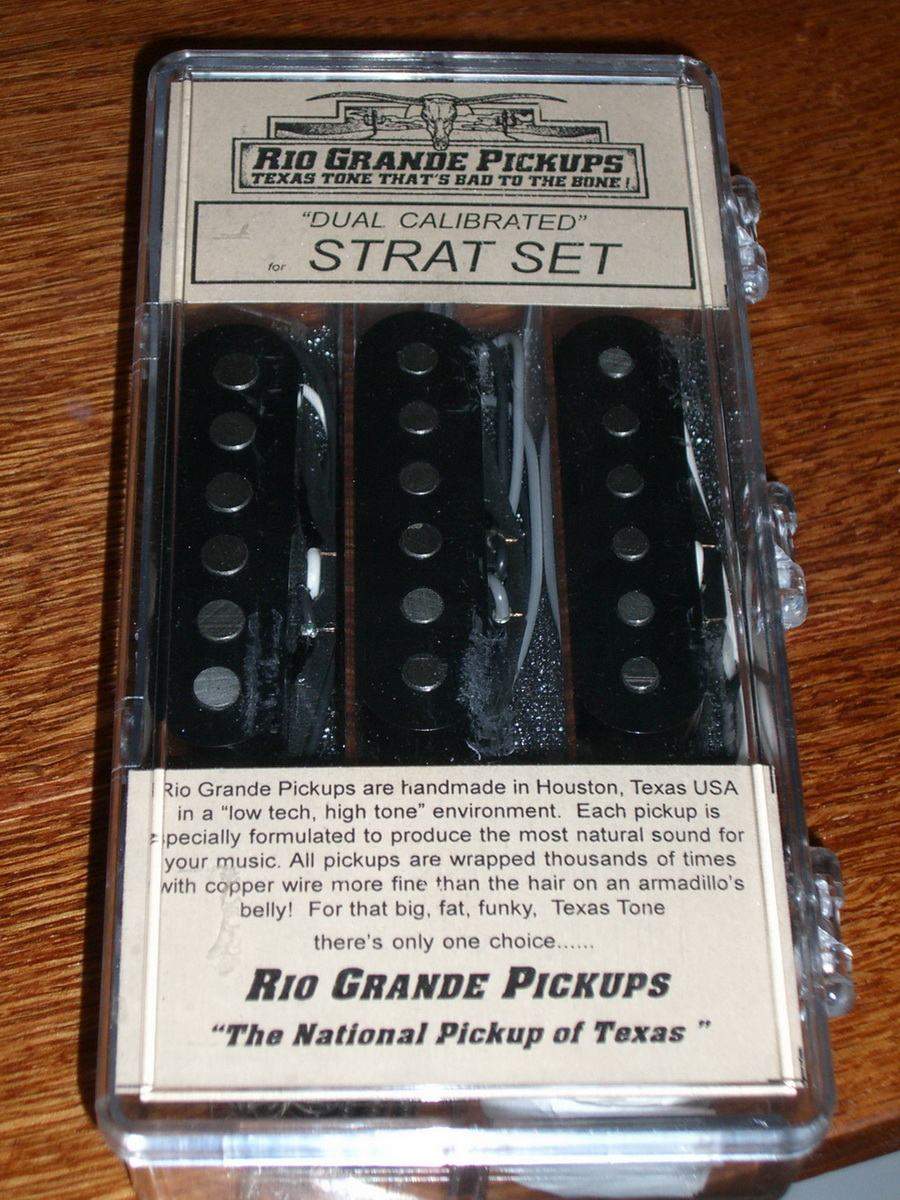 RIO GRANDE PICKUPS
TEXAS TONE THAT'S BAD TO THE BONE!
"DUAL CALIBRATED"
for STRAT SET
Rio Grande Pickups are handmade in Houston, Texas USA
in a "low tech, high tone" environment. Each pickup is
specially formulated to produce the most natural sound for
your music. All pickups are wrapped thousands of times
with copper wire more fine than the hair on an armadillo's
belly! For that big, fat, funky, Texas Tone
there's only one choice......
RIO GRANDE PICKUPS
"The National Pickup of Texas "